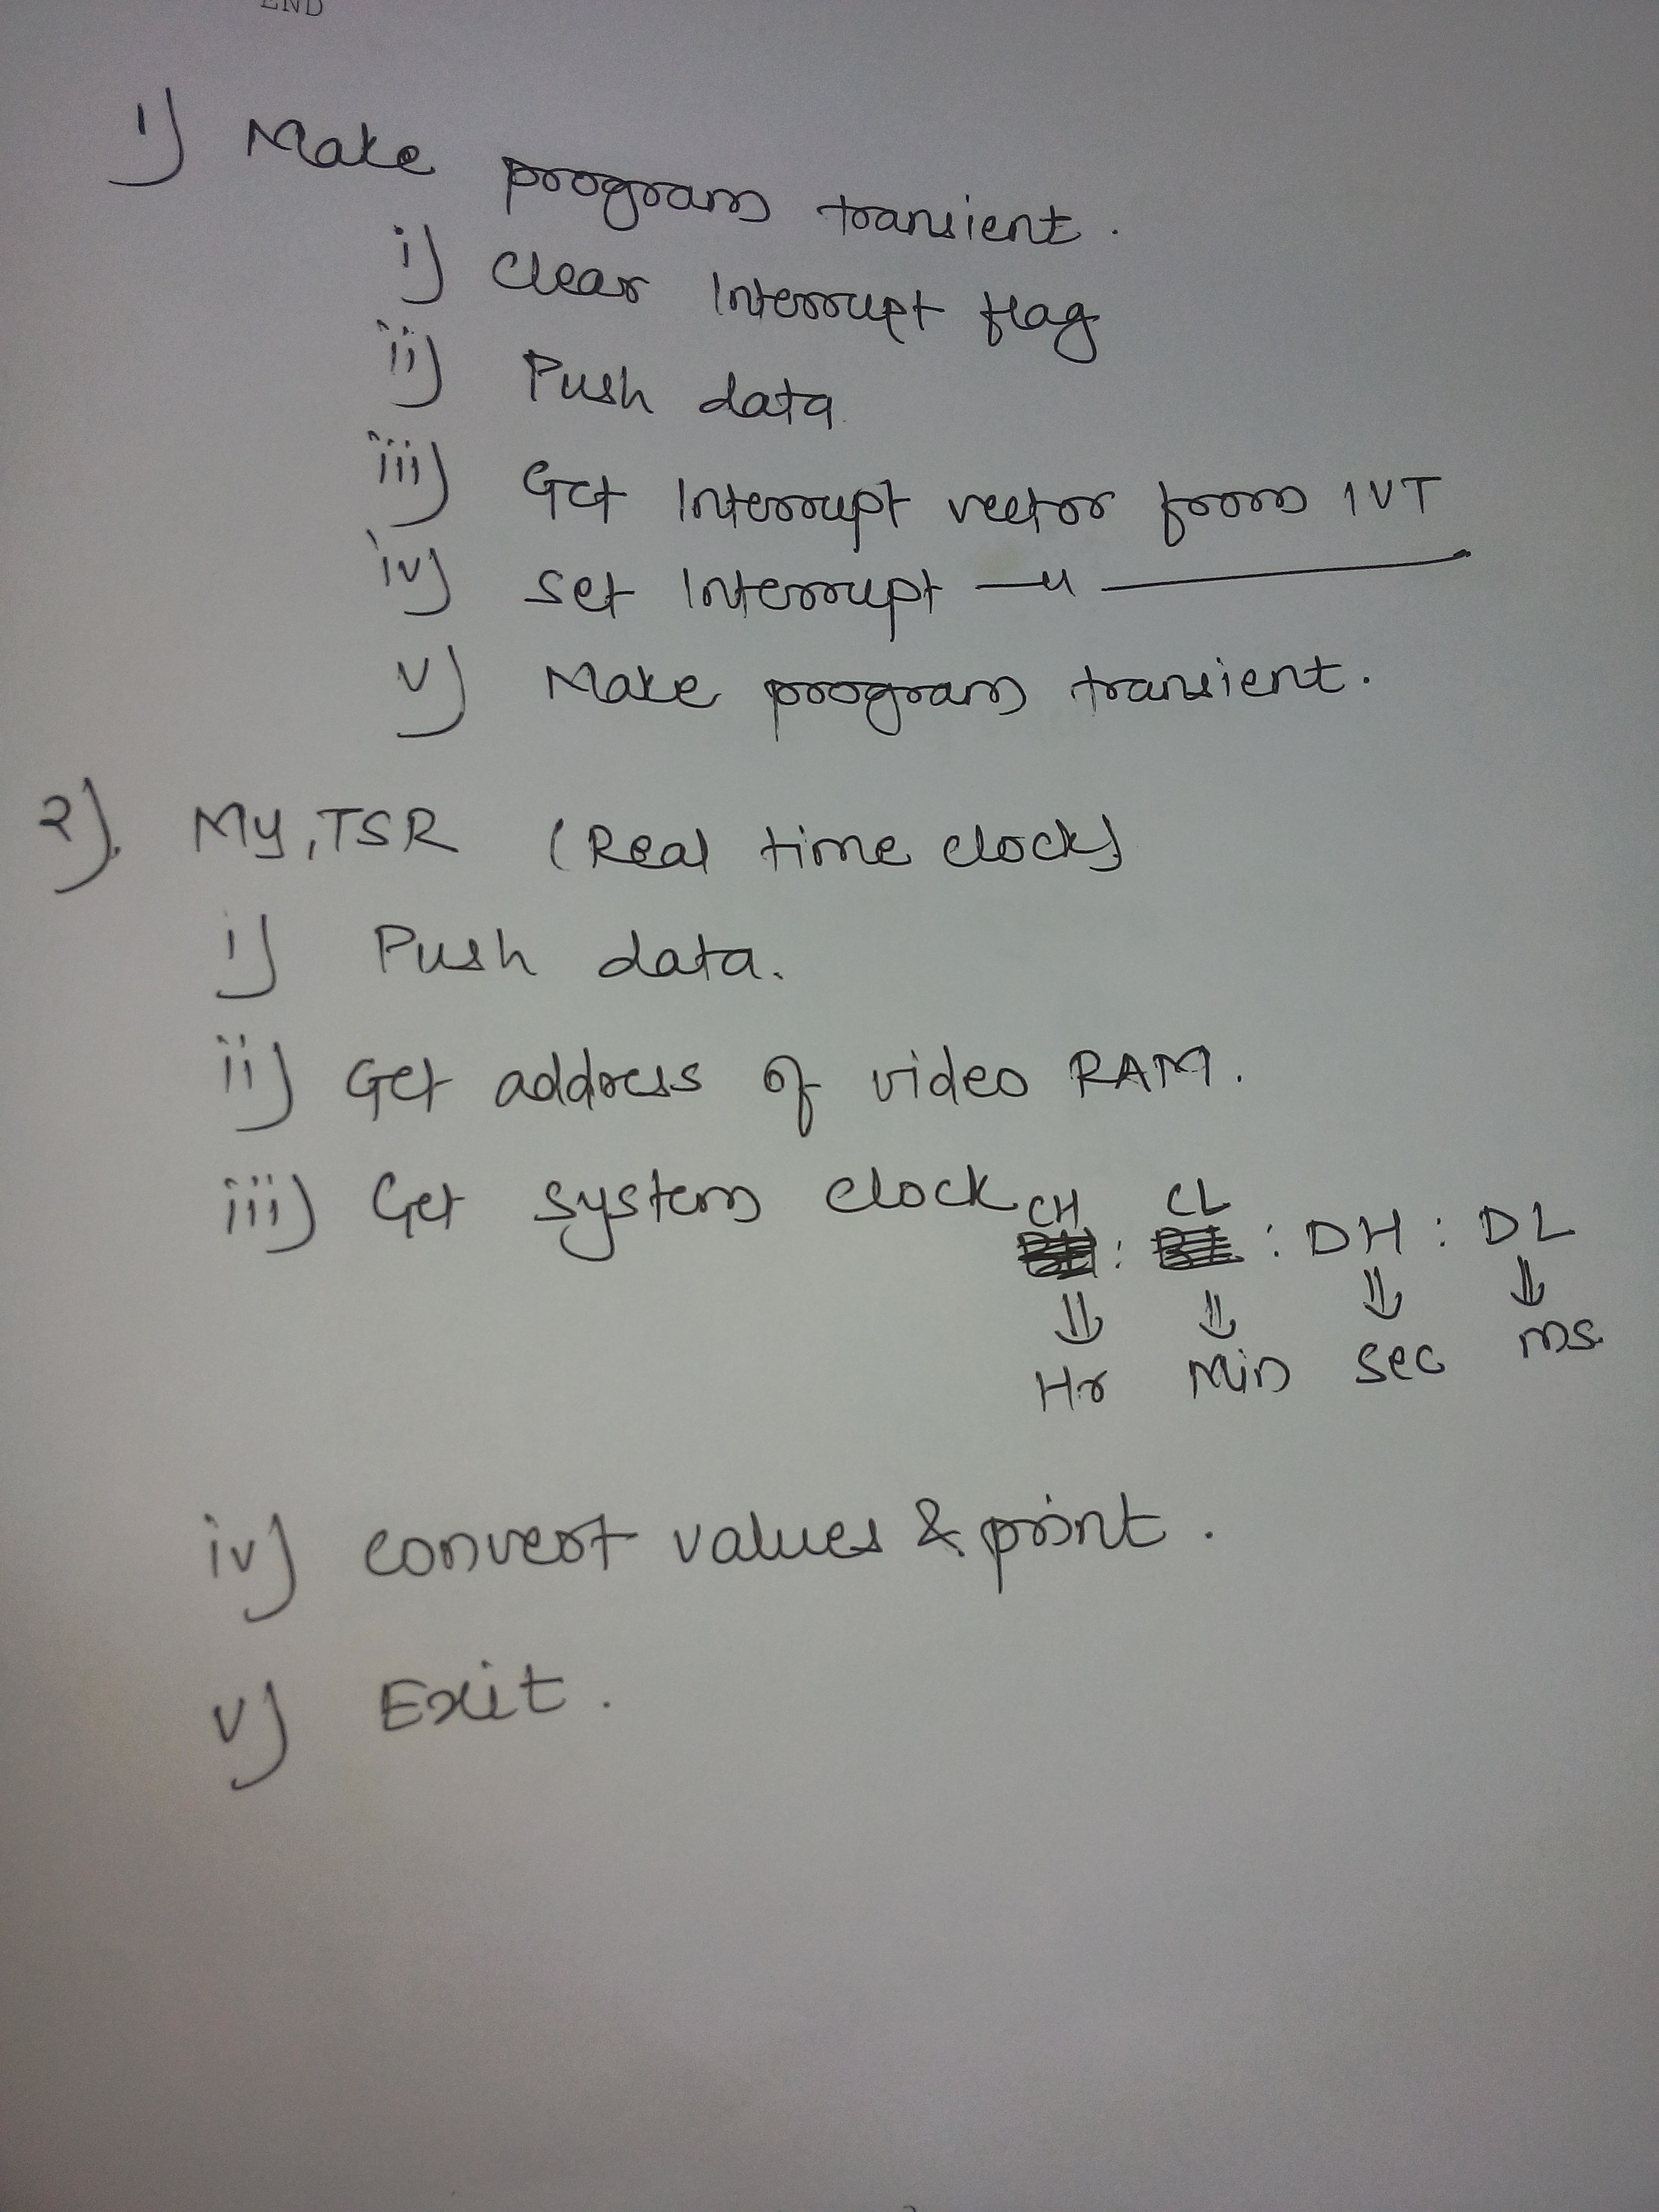 END
1) Make program transient.
i) Clear Interrupt flag
ii) Push data
iii) Get Interrupt vector from IVT
iv) Set Interrupt —〃———
v) Make program transient.
2). My,TSR (Real time clock)
i) Push data.
ii) Get address of video RAM.
iii) Get system clock
CH CL
: : DH : DL
⇓ ⇓ ⇓ ⇓
Hr Min Sec ms.
iv) convert values & print.
v) Exit.